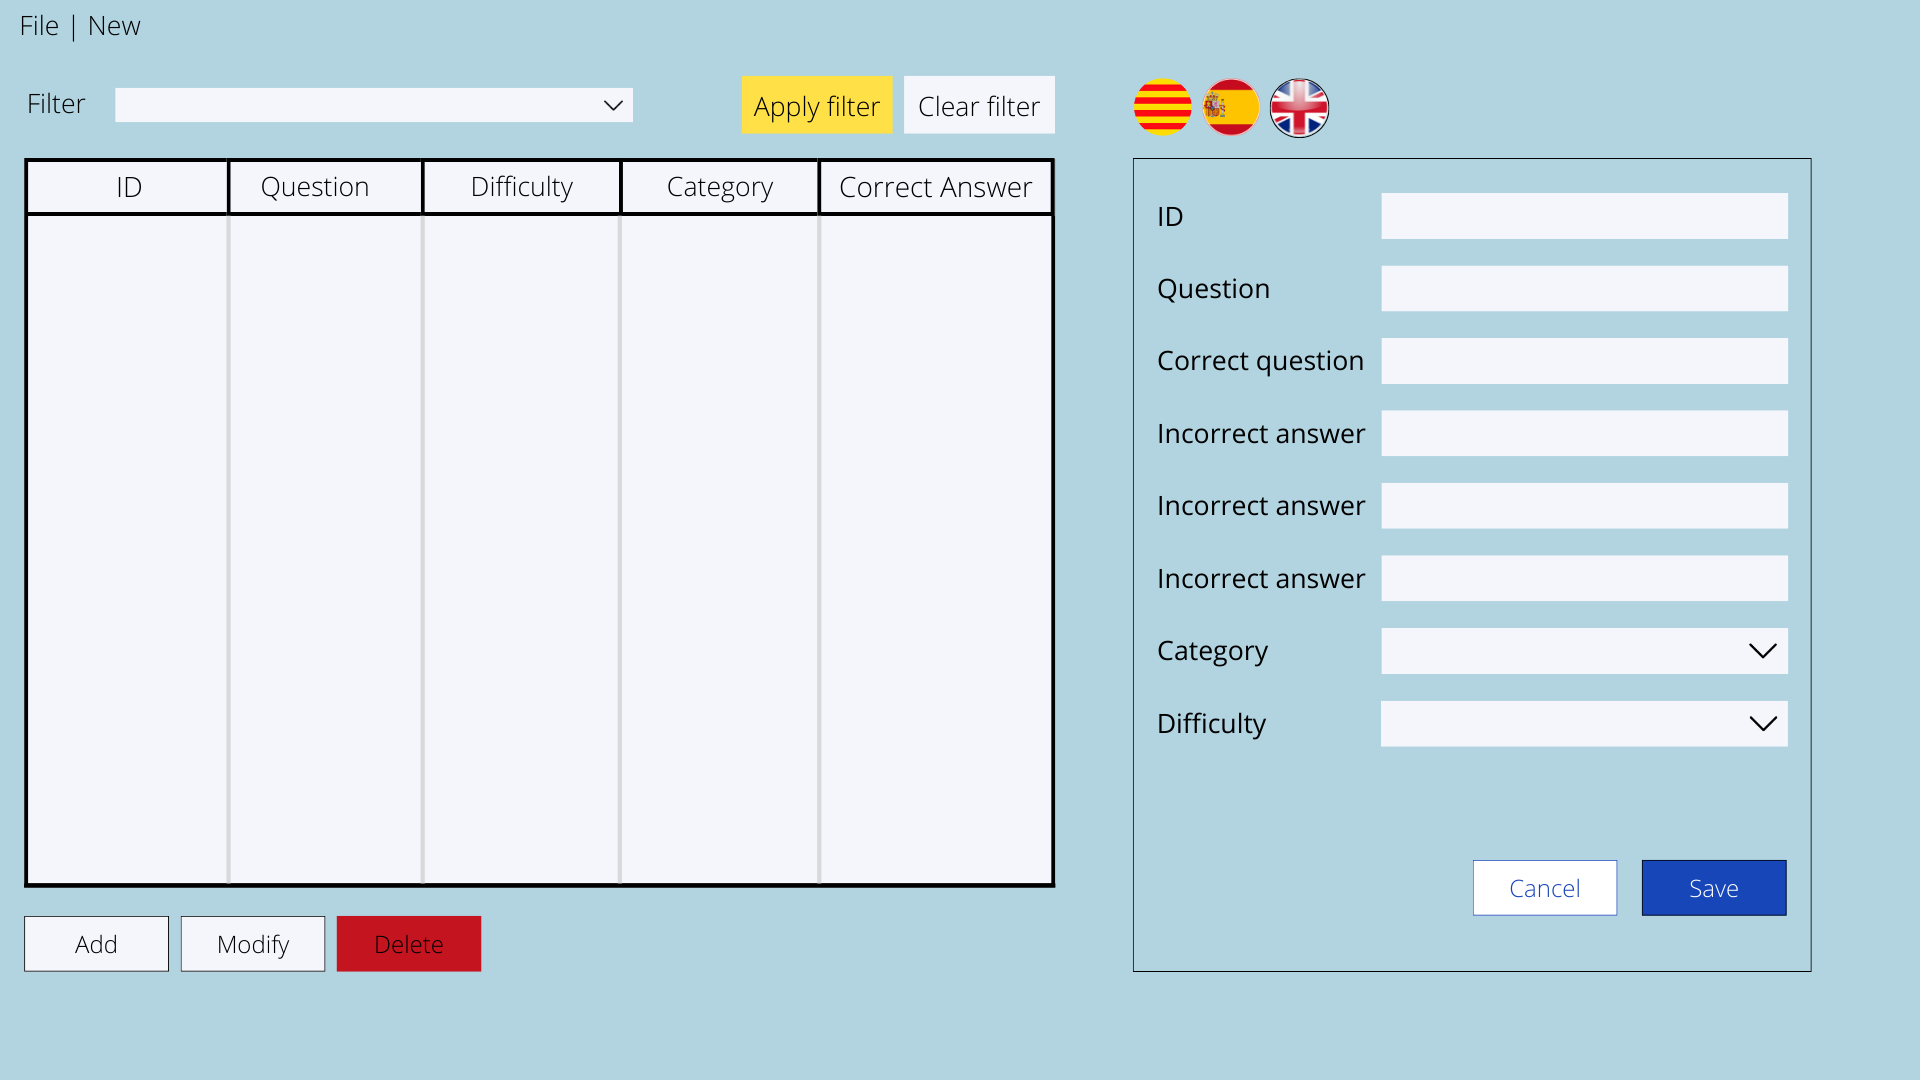 File | New
Filter
Apply filter
Clear filter
ID
Question
Difficulty
Category
Correct Answer
Add
Modify
Delete
ID
Question
Correct question
Incorrect answer
Incorrect answer
Incorrect answer
Category
Difficulty
Cancel
Save